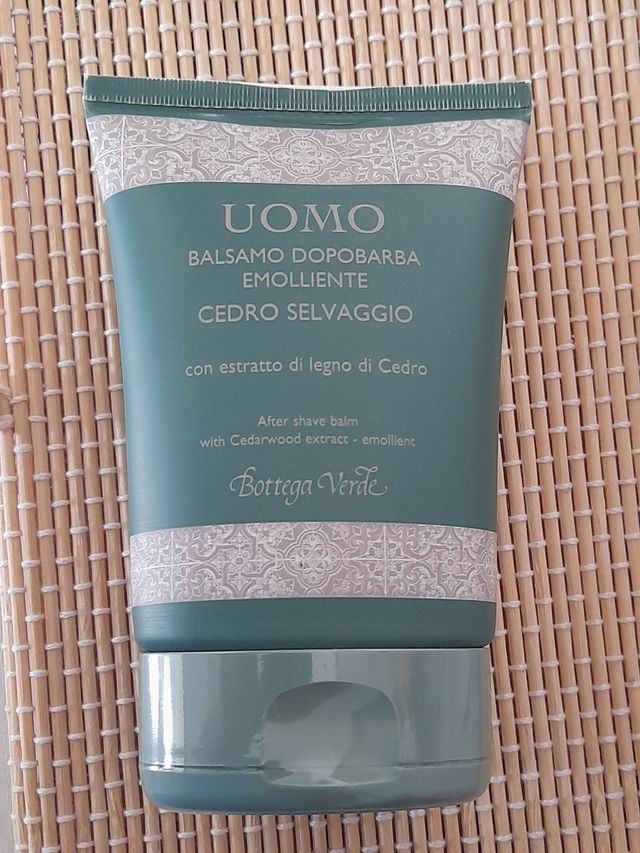 UOMO
BALSAMO DOPOBARBA
EMOLLIENTE
CEDRO SELVAGGIO
con estratto di legno di Cedro
After shave balm
with Cedarwood extract - emollient
Bottega Verde